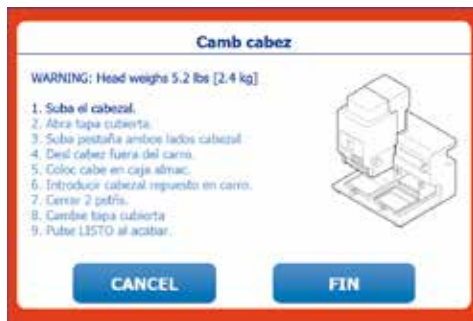 Camb cabez
WARNING: Head weighs 5.2 lbs [2.4 kg]
1. Suba el cabezal.
2. Abra tapa cubierta.
3. Suba pestaña ambos lados cabezal
4. Desl cabez fuera del carro.
5. Coloc cabe en caja almac.
6. Introducir cabezal repuesto en carro.
7. Cerrar 2 pstñs.
8. Cambie tapa cubierta
9. Pulse LISTO al acabar.
CANCEL
FIN